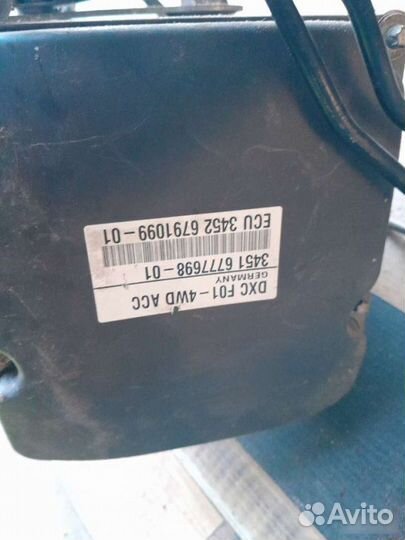 DXC F01-4WD ACC
GERMANY
3451 6777698-01
ECU 3452 6791099-01
Avito